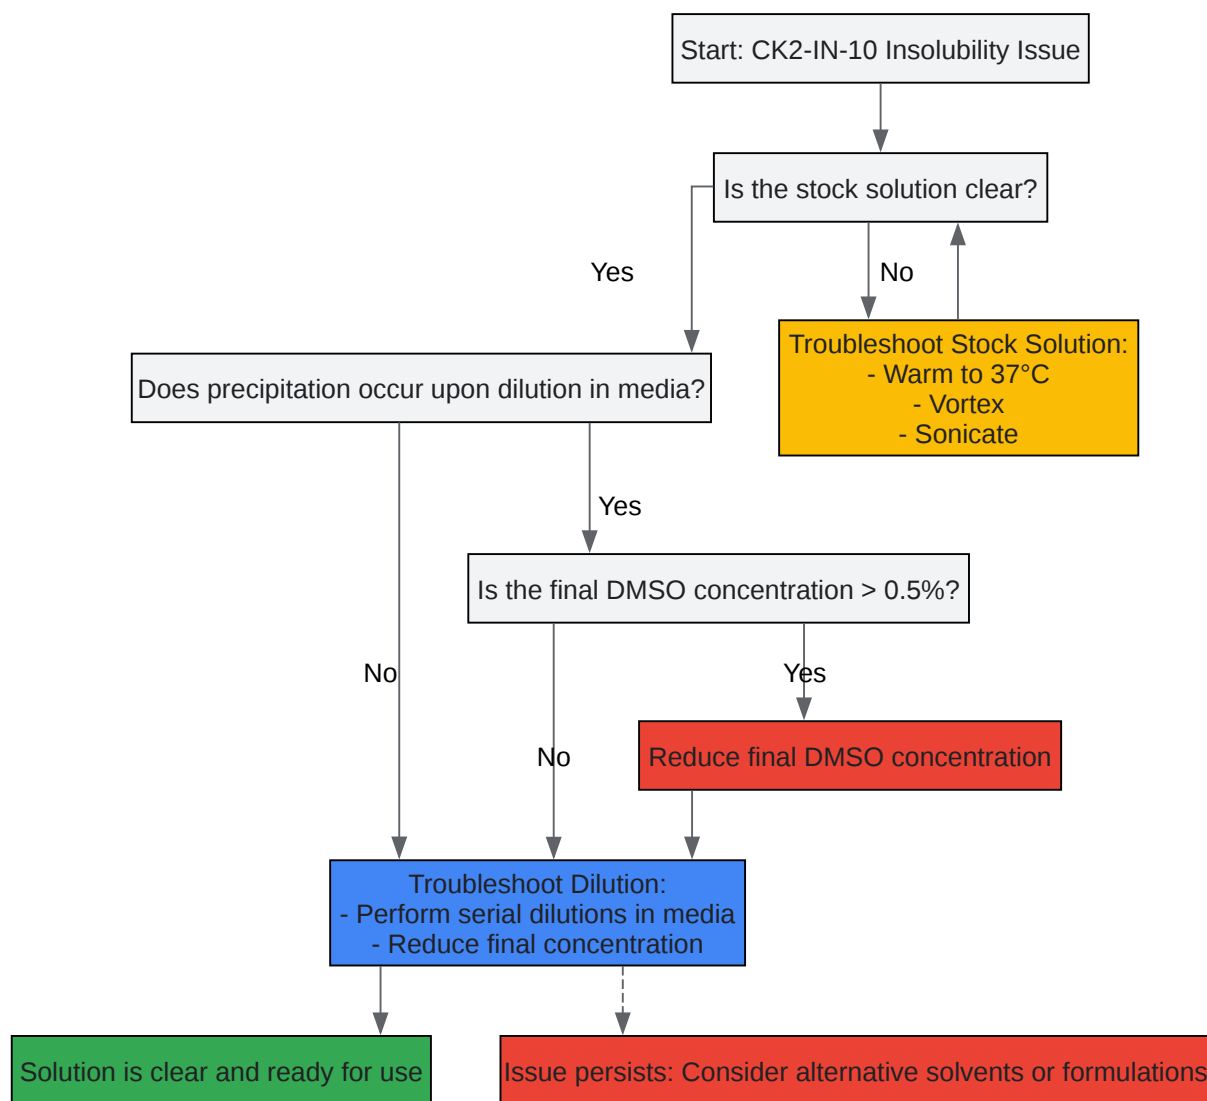 Start: CK2-IN-10 Insolubility Issue
Is the stock solution clear?
Yes
No
Troubleshoot Stock Solution:
- Warm to 37°C
- Vortex
- Sonicate
Does precipitation occur upon dilution in media?
Yes
Is the final DMSO concentration > 0.5%?
No
Yes
No
Reduce final DMSO concentration
Troubleshoot Dilution:
- Perform serial dilutions in media
- Reduce final concentration
Solution is clear and ready for use
Issue persists: Consider alternative solvents or formulations